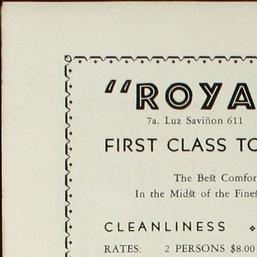 "ROYA
7a. Luz Saviñon 611
FIRST CLASS TO
The Best Comfor
In the Midst of the Fines
CLEANLINESS
RATES: 2 PERSONS $8.00